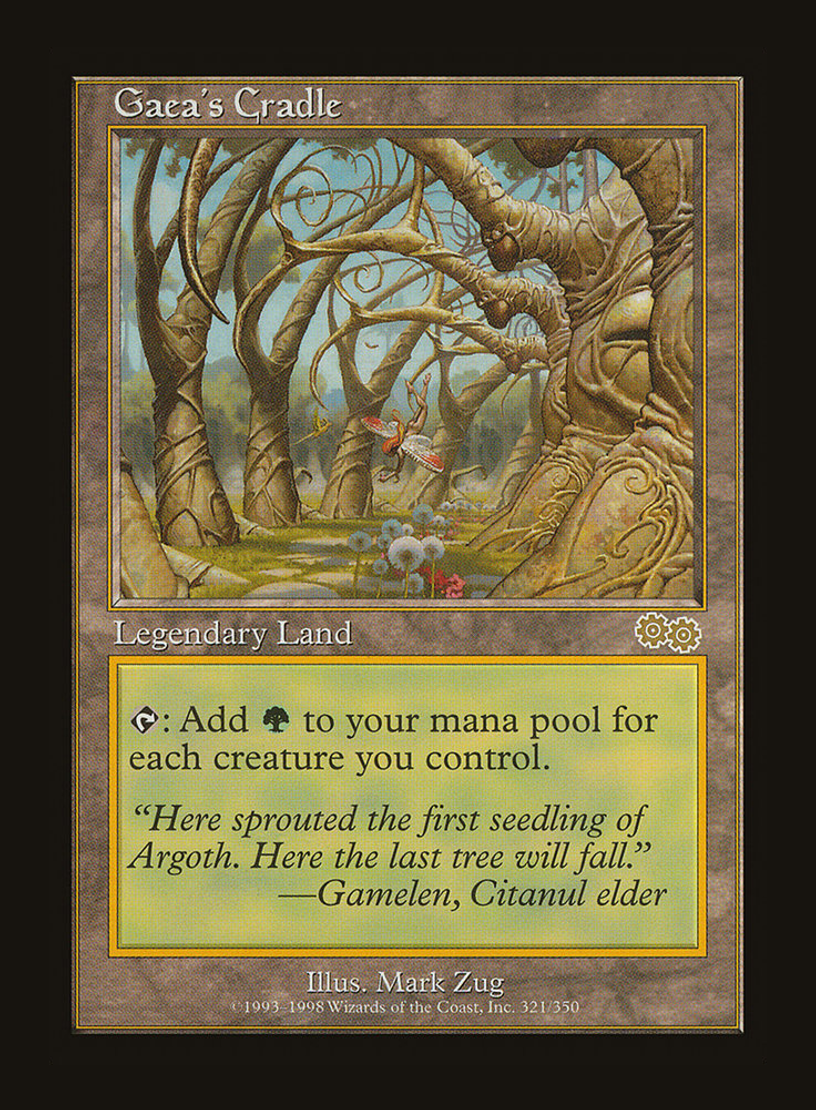 Gaea's Cradle
Legendary Land
: Add to your mana pool for
each creature you control.
“Here sprouted the first seedling of
Argoth. Here the last tree will fall.”
—Gamelen, Citanul elder
Illus. Mark Zug
©1993–1998 Wizards of the Coast, Inc. 321/350